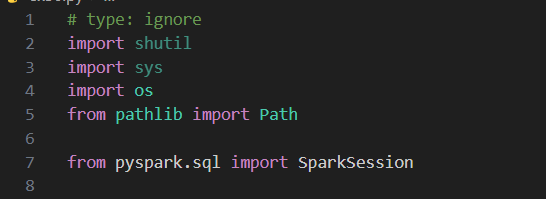 1 # type: ignore
2 import shutil
3 import sys
4 import os
5 from pathlib import Path
6
7 from pyspark.sql import SparkSession
8